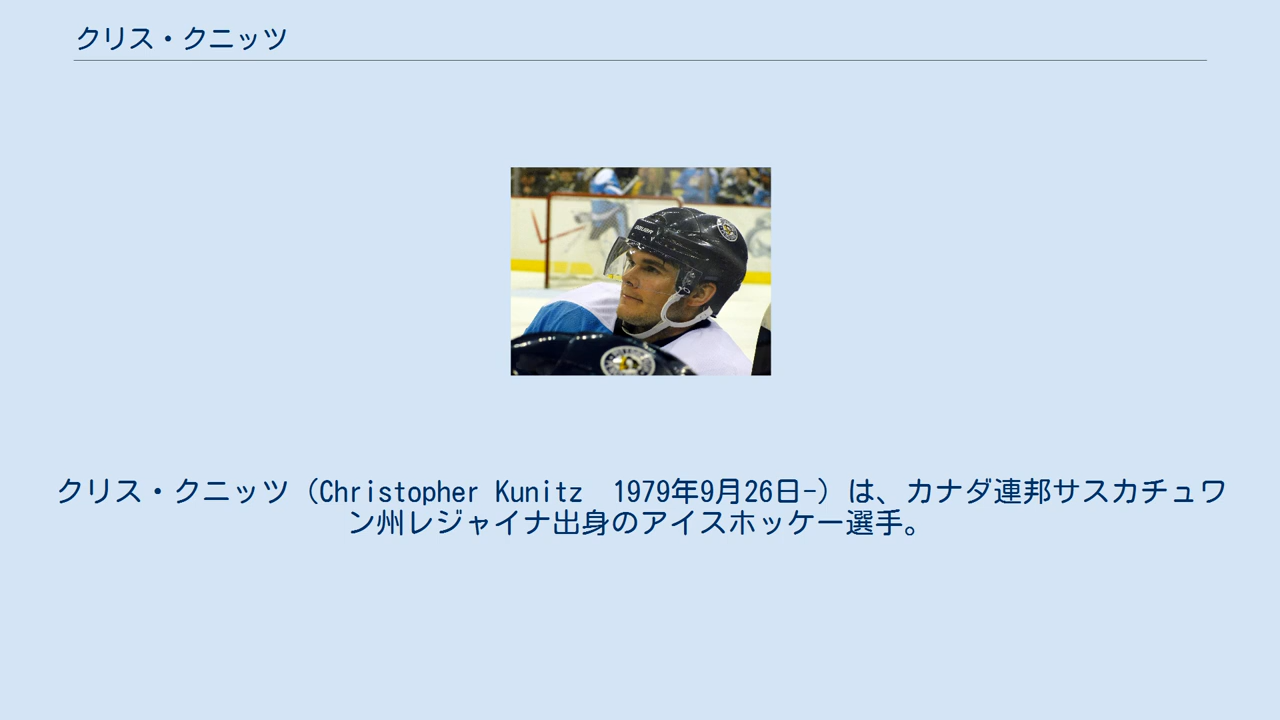 クリス・クニッツ
クリス・クニッツ（Christopher Kunitz　1979年9月26日-）は、カナダ連邦サスカチュワ
ン州レジャイナ出身のアイスホッケー選手。